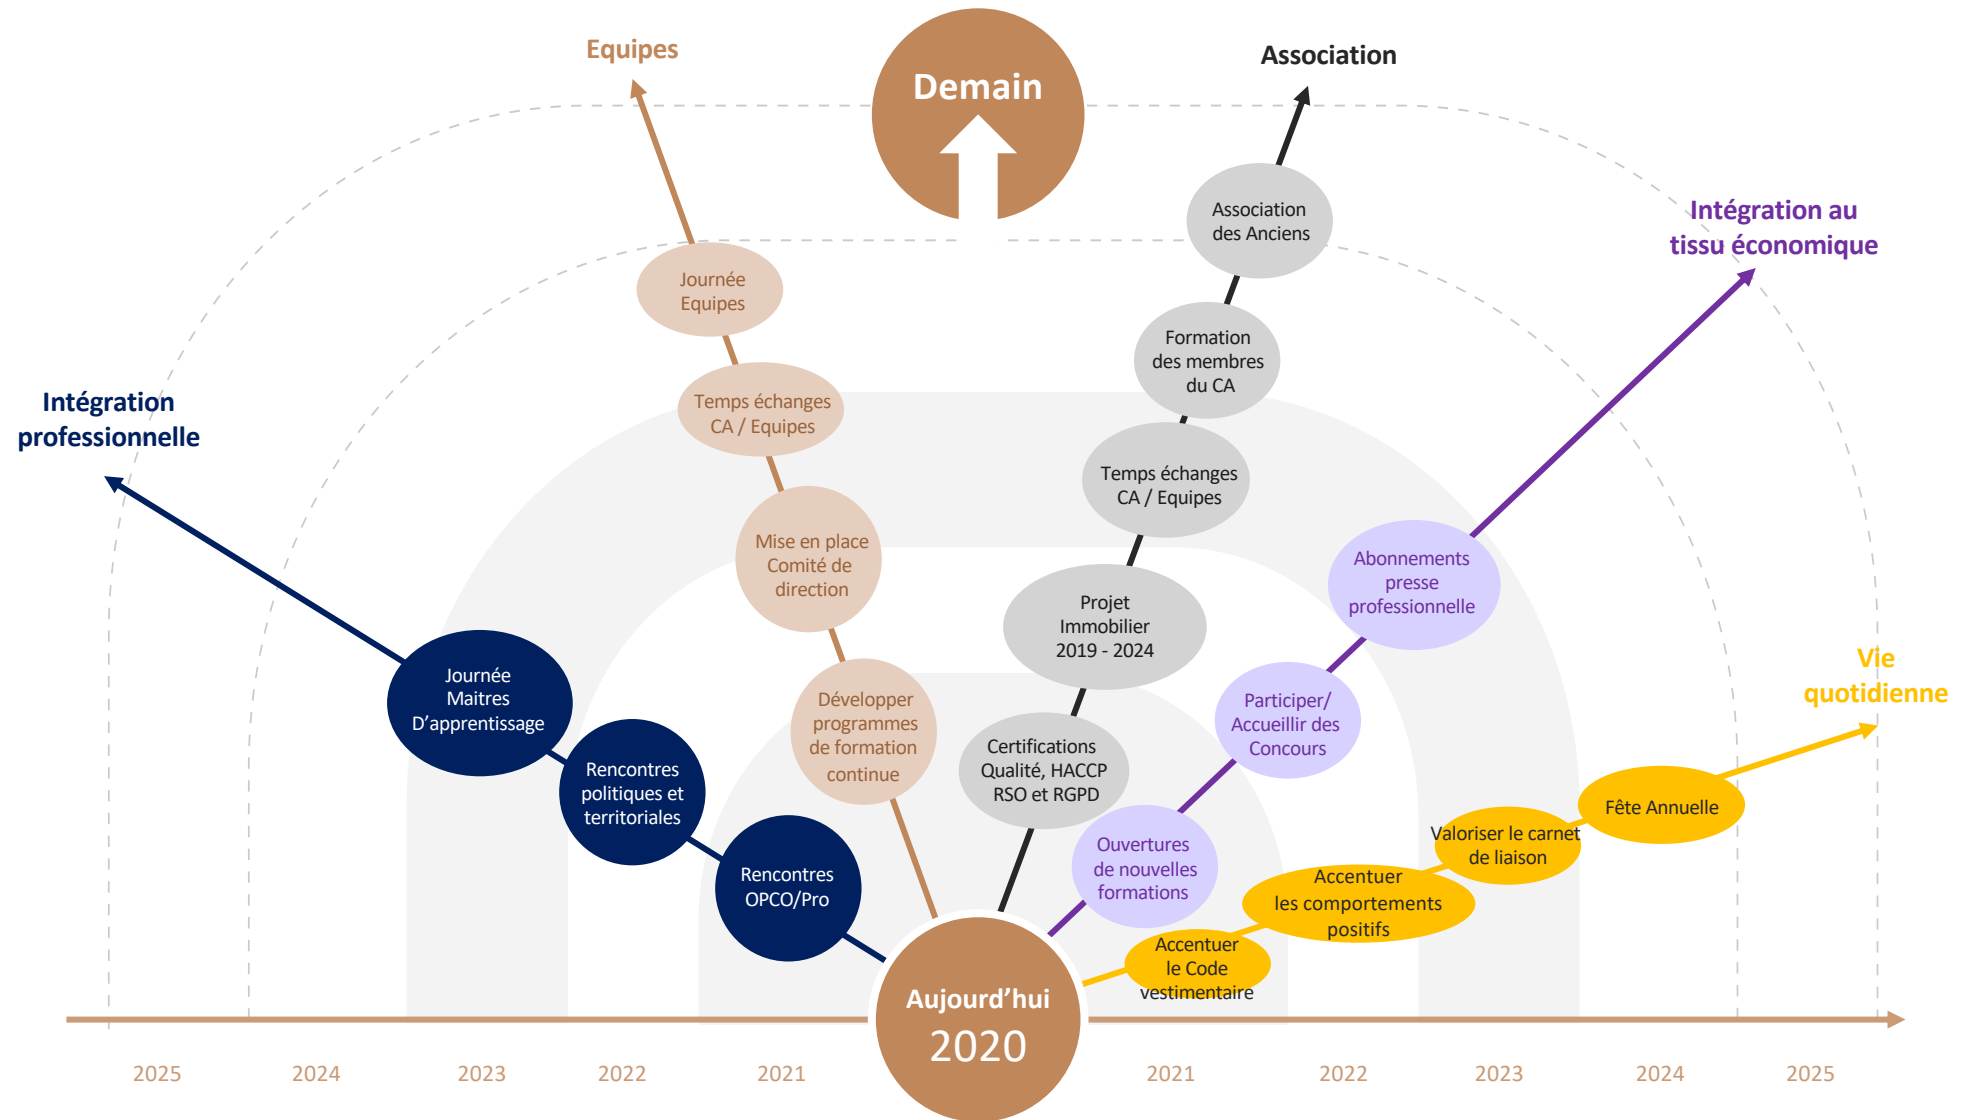 Equipes
Demain
Association
Intégration au
tissu économique
Intégration
professionnelle
Vie
quotidienne
Journée
Equipes
Temps échanges
CA / Equipes
Mise en place
Comité de
direction
Développer
programmes
de formation
continue
Association
des Anciens
Formation
des membres
du CA
Temps échanges
CA / Equipes
Projet
Immobilier
2019 - 2024
Certifications
Qualité, HACCP
RSO et RGPD
Abonnements
presse
professionnelle
Participer/
Accueillir des
Concours
Ouvertures
de nouvelles
formations
Journée
Maitres
D’apprentissage
Rencontres
politiques et
territoriales
Rencontres
OPCO/Pro
Fête Annuelle
Valoriser le carnet
de liaison
Accentuer
les comportements
positifs
Accentuer
le Code
vestimentaire
Aujourd’hui
2020
2025
2024
2023
2022
2021
2021
2022
2023
2024
2025